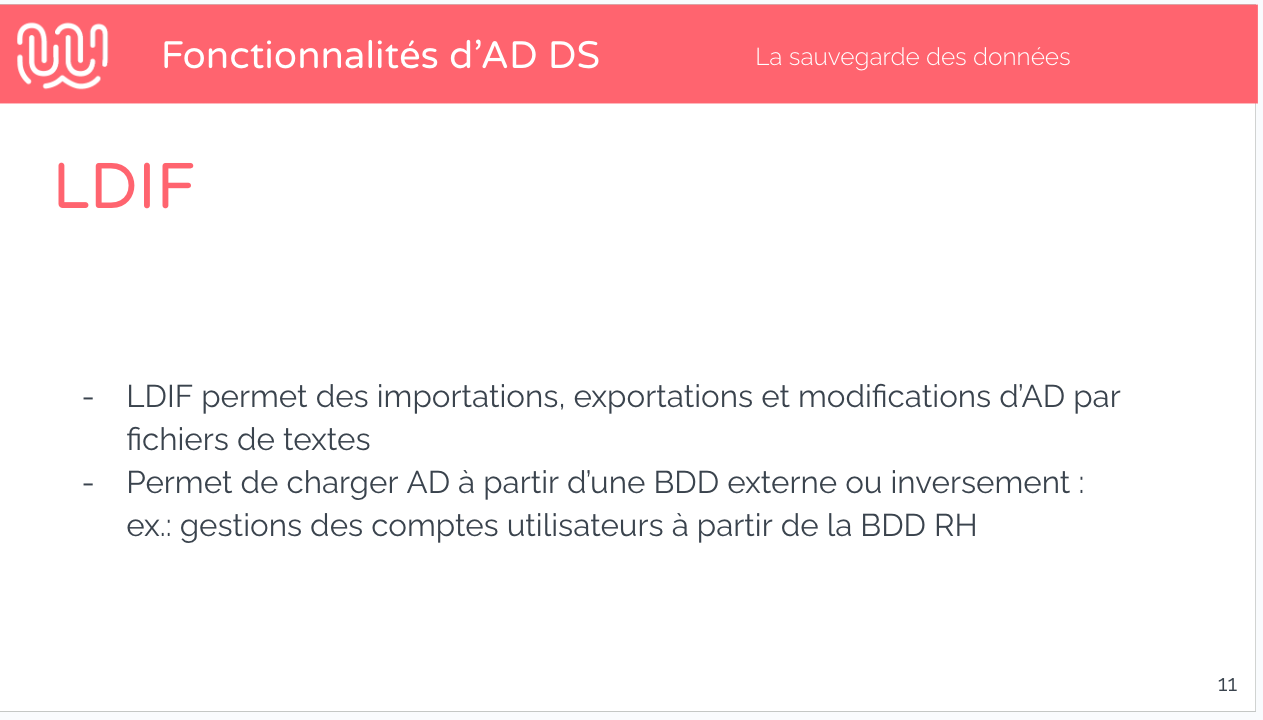 Fonctionnalités d'AD DS
La sauvegarde des données
LDIF
- LDIF permet des importations, exportations et modifications d'AD par
fichiers de textes
- Permet de charger AD à partir d'une BDD externe ou inversement :
ex.: gestions des comptes utilisateurs à partir de la BDD RH
11